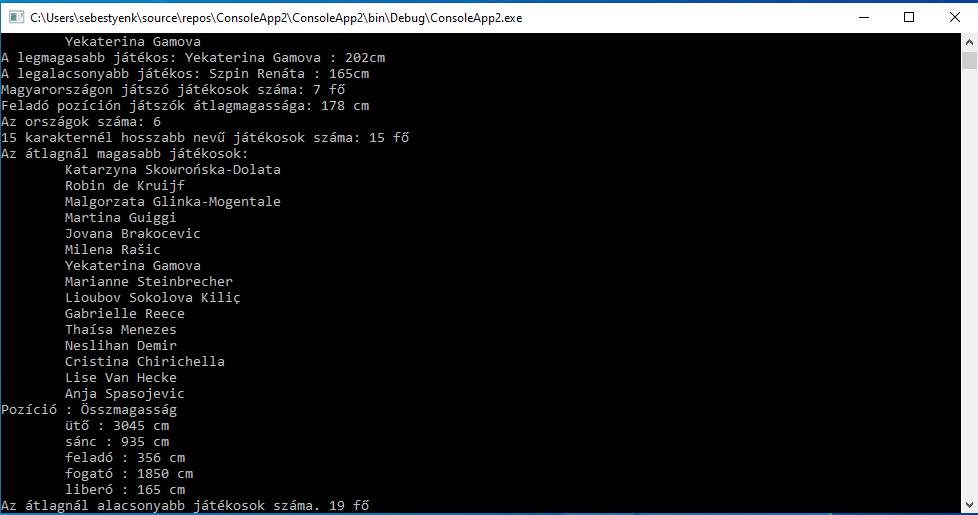 C:\Users\sebestyenk\source\repos\ConsoleApp2\ConsoleApp2\bin\Debug\ConsoleApp2.exe
Yekaterina Gamova
A legmagasabb játékos: Yekaterina Gamova : 202cm
A legalacsonyabb játékos: Szpin Renáta : 165cm
Magyarországon játszó játékosok száma: 7 fő
Feladó pozíción játszók átlagmagassága: 178 cm
Az országok száma: 6
15 karakternél hosszabb nevű játékosok száma: 15 fő
Az átlagnál magasabb játékosok:
Katarzyna Skowrońska-Dolata
Robin de Kruijf
Malgorzata Glinka-Mogentale
Martina Guiggi
Jovana Brakocevic
Milena Rašic
Yekaterina Gamova
Marianne Steinbrecher
Lioubov Sokolova Kiliç
Gabrielle Reece
Thaísa Menezes
Neslihan Demir
Cristina Chirichella
Lise Van Hecke
Anja Spasojevic
Pozíció : Összmagasság
ütő : 3045 cm
sánc : 935 cm
feladó : 356 cm
fogató : 1850 cm
liberó : 165 cm
Az átlagnál alacsonyabb játékosok száma. 19 fő